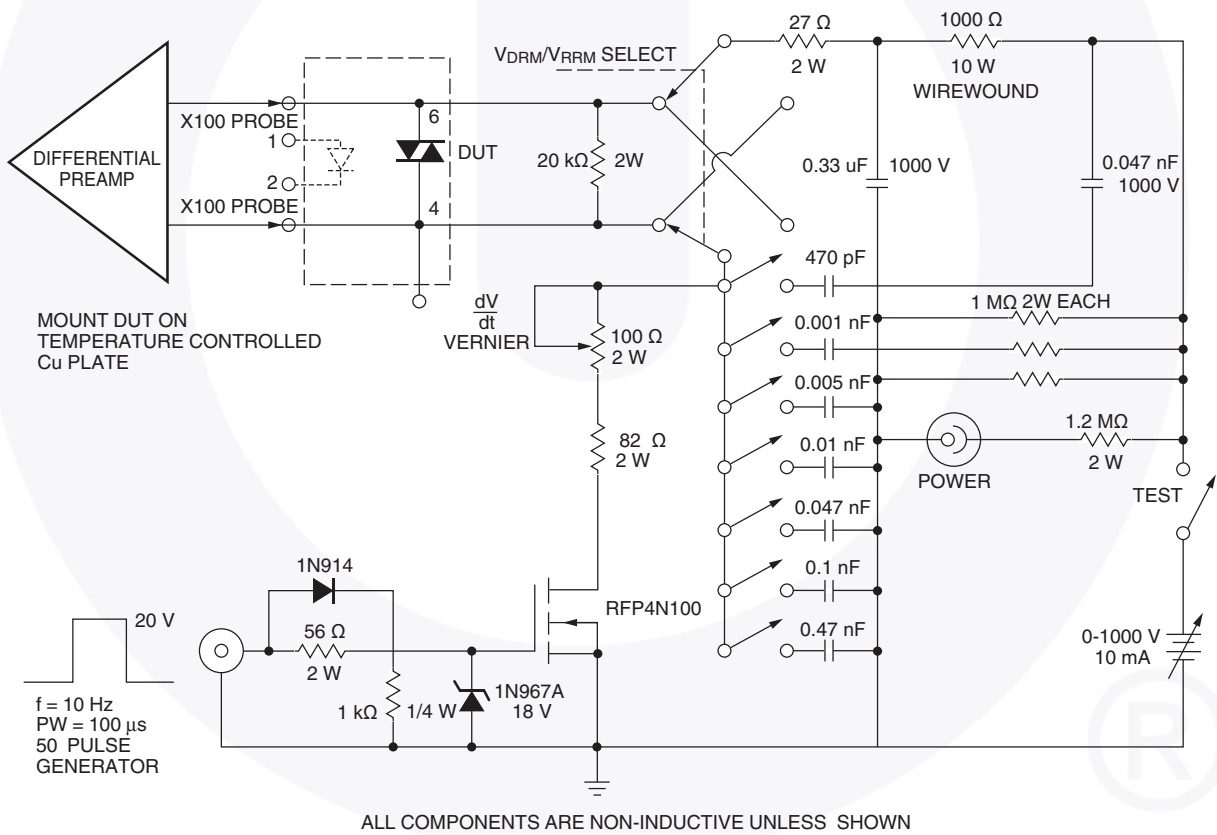 27 Ω
2 W
1000 Ω
10 W
WIREWOUND
VDRM/VRRM SELECT
X100 PROBE
DIFFERENTIAL
PREAMP
1
2
X100 PROBE
6
DUT
4
20 kΩ
2W
0.33 uF
1000 V
0.047 nF
1000 V
MOUNT DUT ON
TEMPERATURE CONTROLLED
Cu PLATE
dV
dt
VERNIER
100 Ω
2 W
82 Ω
2 W
470 pF
1 MΩ 2W EACH
0.001 nF
0.005 nF
0.01 nF
0.047 nF
0.1 nF
0.47 nF
POWER
1.2 MΩ
2 W
TEST
0-1000 V
10 mA
1N914
20 V
56 Ω
2 W
RFP4N100
1 kΩ
1/4 W
1N967A
18 V
f = 10 Hz
PW = 100 μs
50 PULSE
GENERATOR
®
ALL COMPONENTS ARE NON-INDUCTIVE UNLESS SHOWN